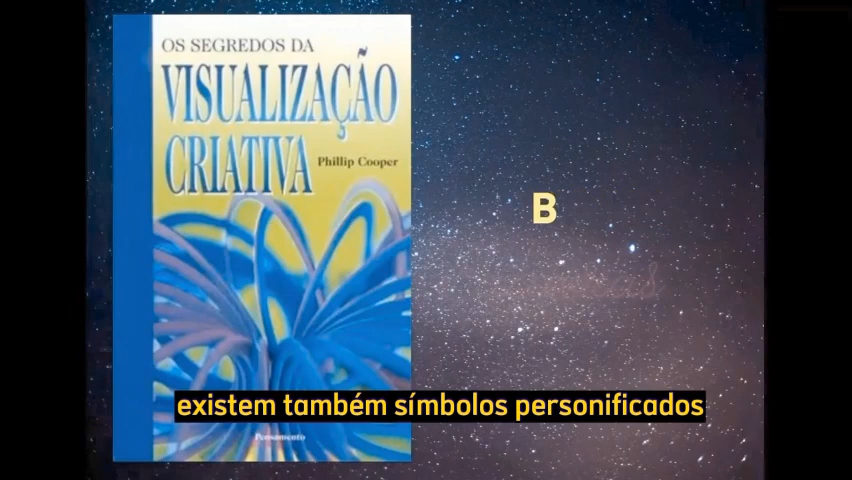 OS SEGREDOS DA
VISUALIZAÇÃO
CRIATIVA
Phillip Cooper
B
existem também símbolos personificados
Pensamento